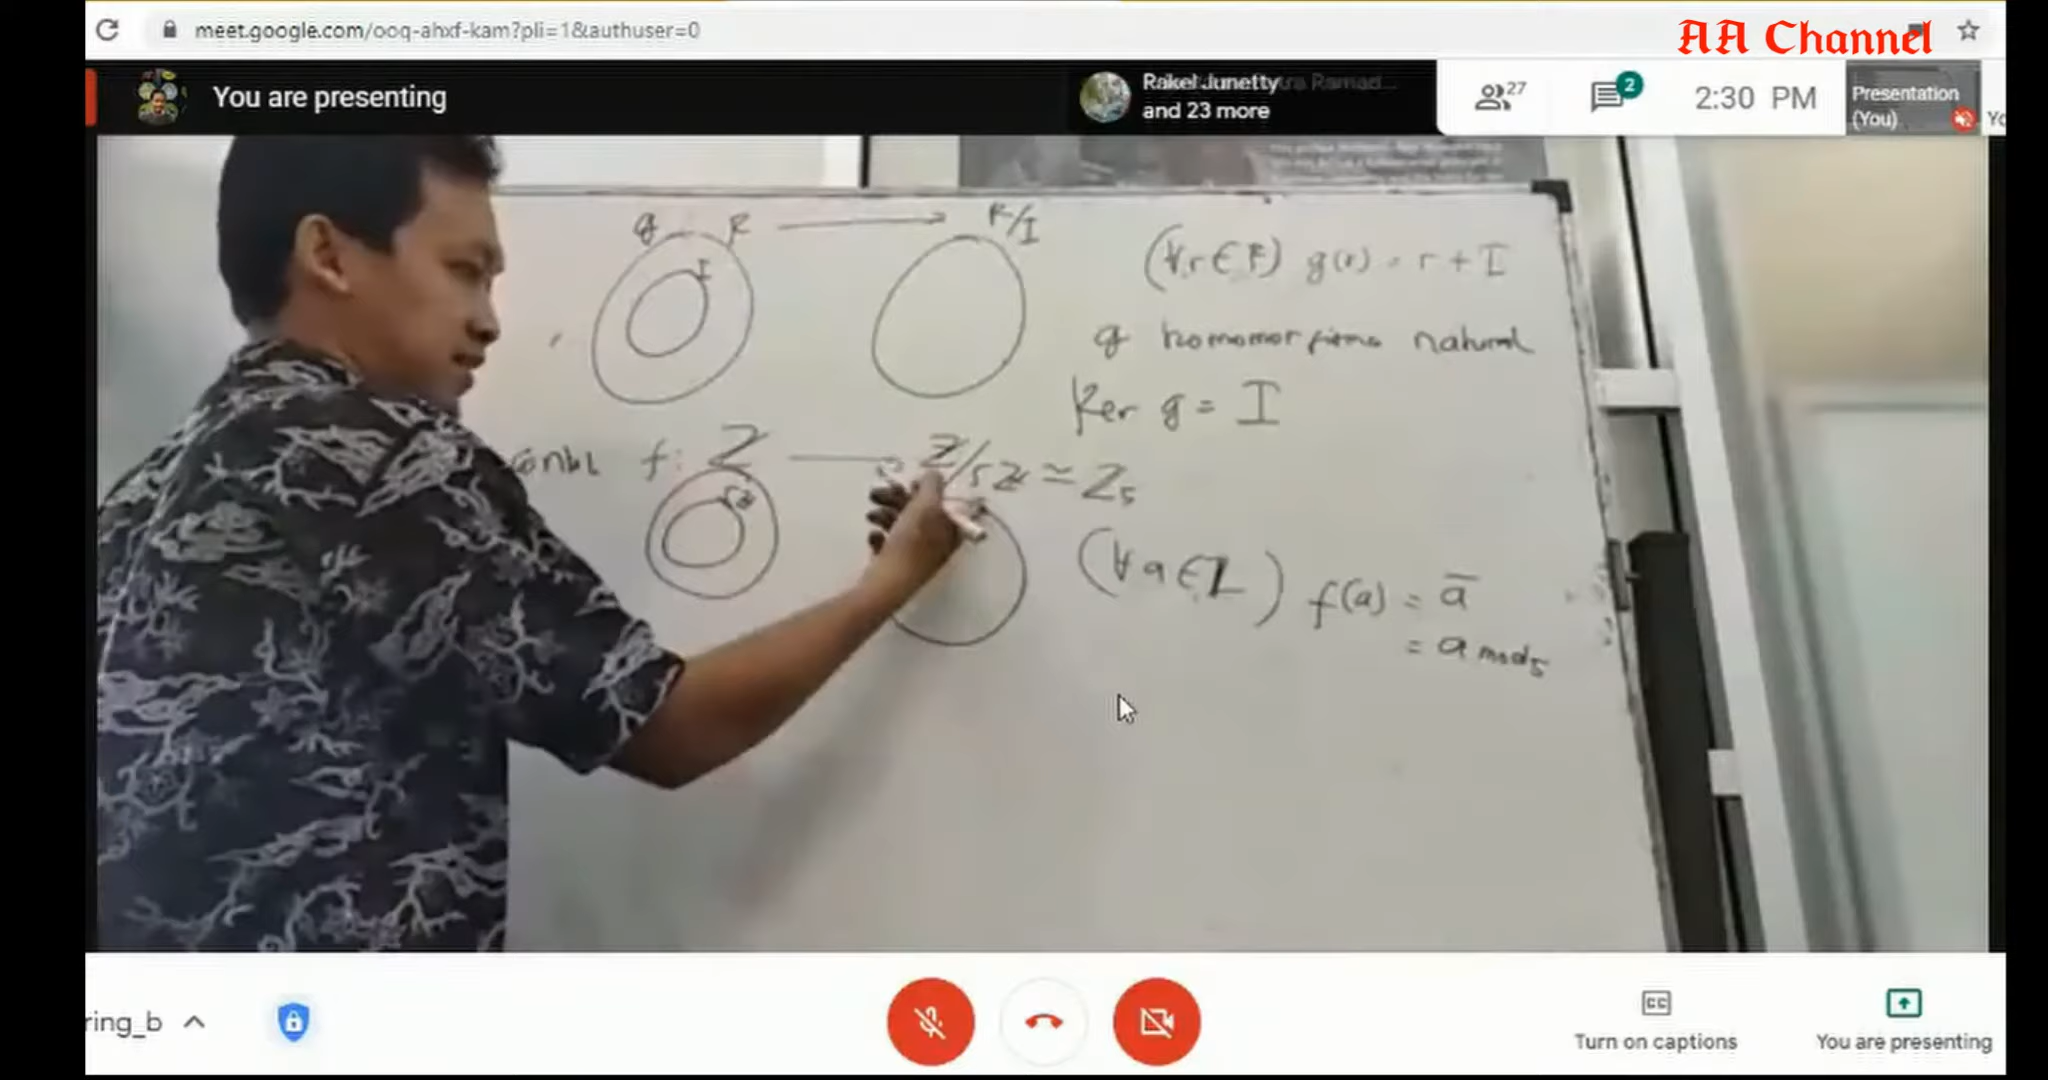 meet.google.com/ooq-ahxf-kam?pli=1&authuser=0
AA Channel
You are presenting
Rakel Junetty
and 23 more
27
2
2:30 PM
Presentation
(You)
g R → R/I
I
(∀r∈R) g(r) = r + I
g homomorfisma natural
Ker g = I
f: Z → Z/5Z ≃ Z₅
5Z
(∀a∈Z) f(a) = ā
= a mod 5
ring_b
CC
Turn on captions
You are presenting